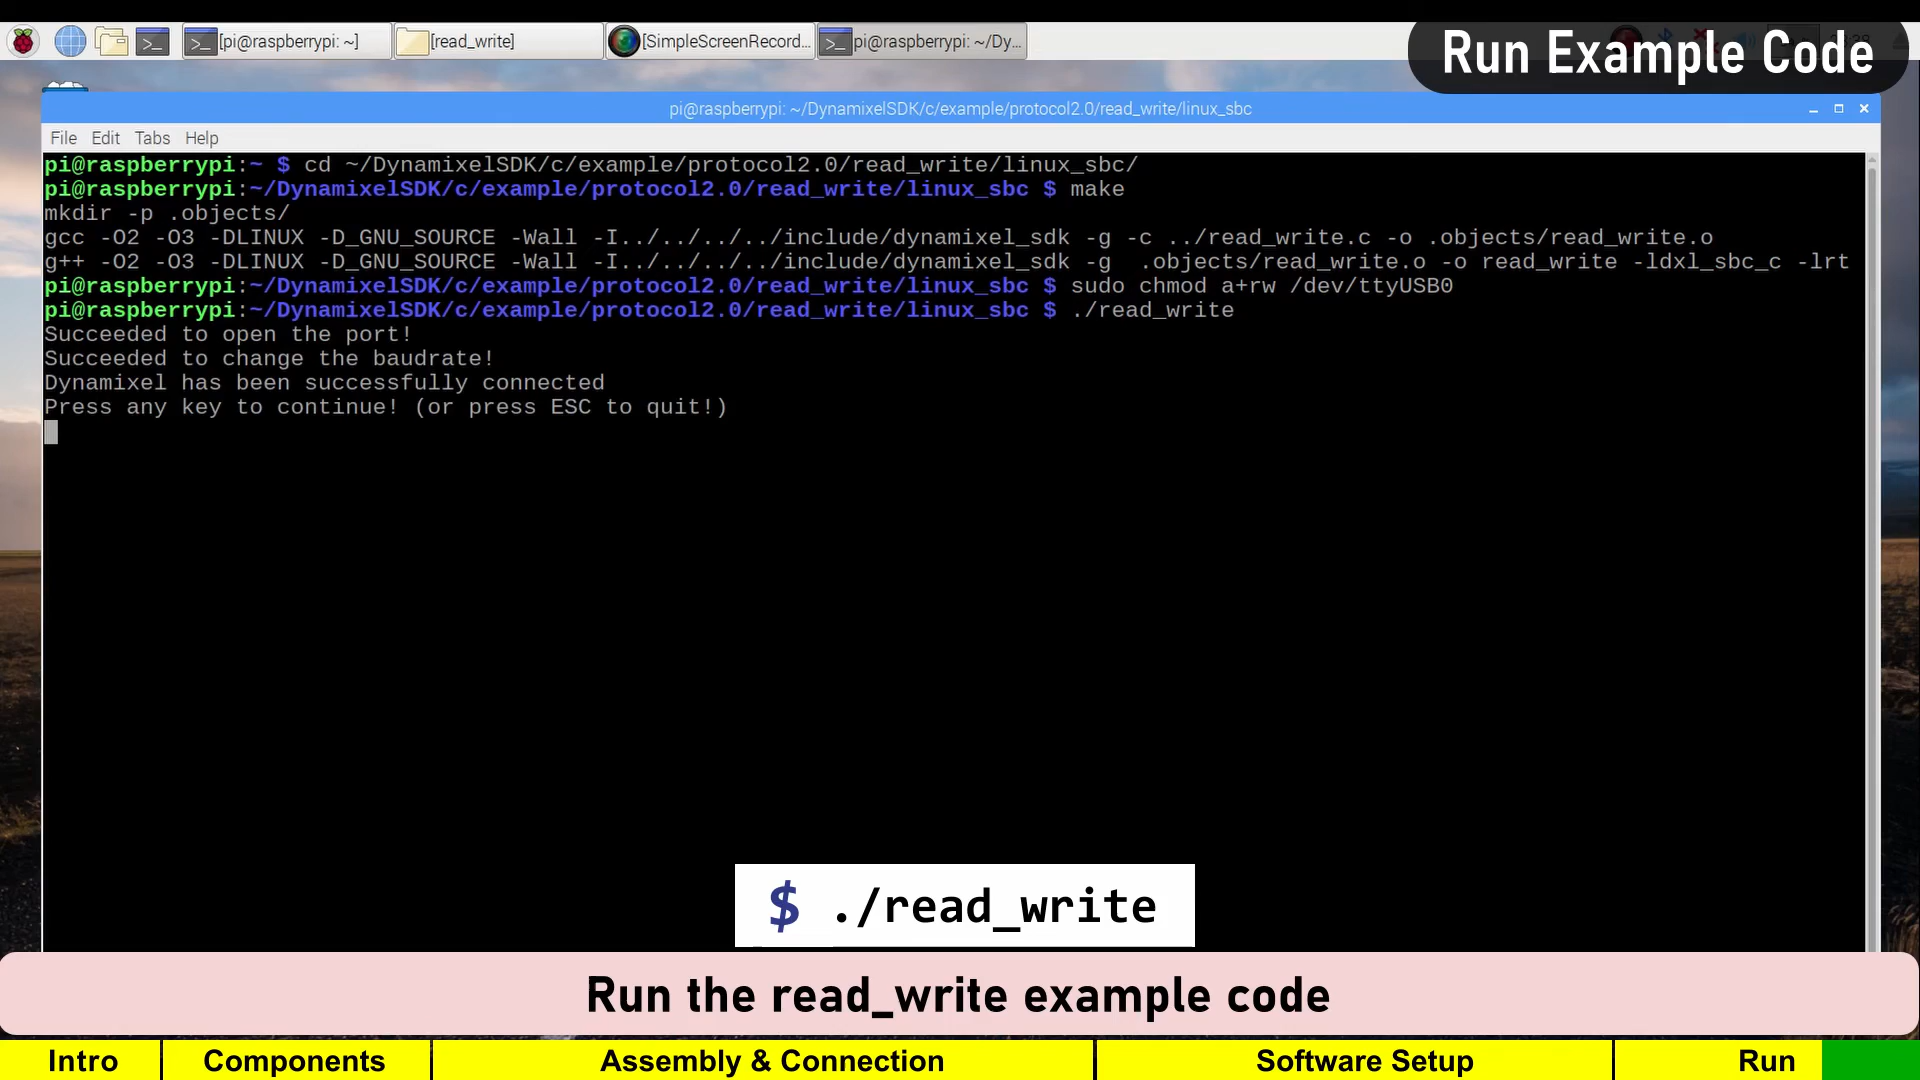 [pi@raspberrypi: ~]
[read_write]
[SimpleScreenRecord...
pi@raspberrypi: ~/Dy...
Run Example Code
pi@raspberrypi: ~/DynamixelSDK/c/example/protocol2.0/read_write/linux_sbc
File Edit Tabs Help
pi@raspberrypi:~ $ cd ~/DynamixelSDK/c/example/protocol2.0/read_write/linux_sbc/
pi@raspberrypi:~/DynamixelSDK/c/example/protocol2.0/read_write/linux_sbc $ make
mkdir -p .objects/
gcc -O2 -O3 -DLINUX -D_GNU_SOURCE -Wall -I../../../../include/dynamixel_sdk -g -c ../read_write.c -o .objects/read_write.o
g++ -O2 -O3 -DLINUX -D_GNU_SOURCE -Wall -I../../../../include/dynamixel_sdk -g  .objects/read_write.o -o read_write -ldxl_sbc_c -lrt
pi@raspberrypi:~/DynamixelSDK/c/example/protocol2.0/read_write/linux_sbc $ sudo chmod a+rw /dev/ttyUSB0
pi@raspberrypi:~/DynamixelSDK/c/example/protocol2.0/read_write/linux_sbc $ ./read_write
Succeeded to open the port!
Succeeded to change the baudrate!
Dynamixel has been successfully connected
Press any key to continue! (or press ESC to quit!)
$ ./read_write
Run the read_write example code
Intro
Components
Assembly & Connection
Software Setup
Run